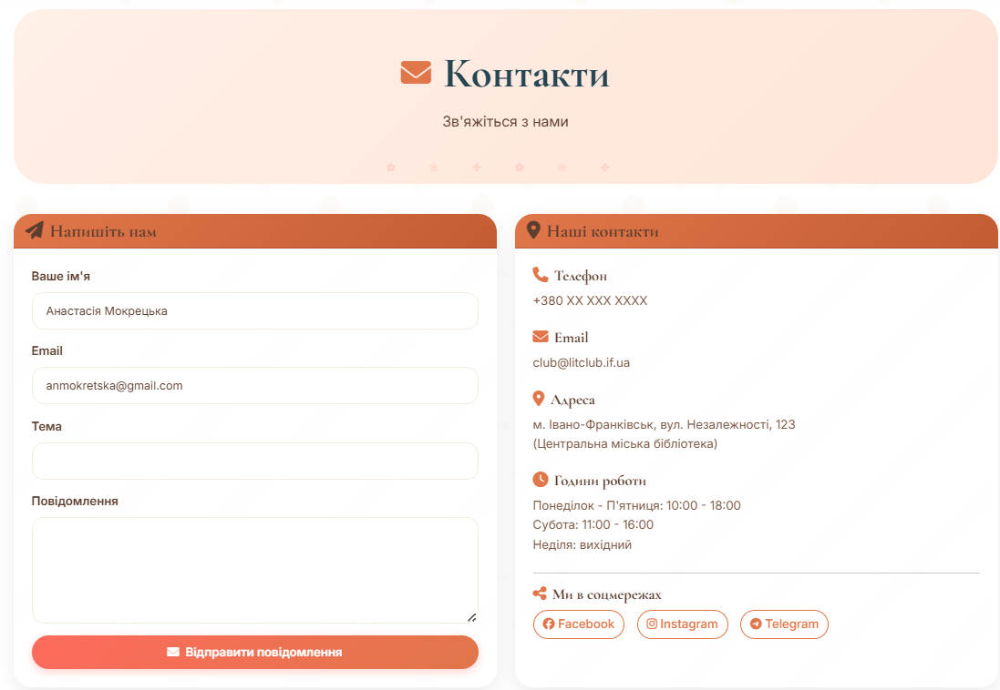 Контакти
Зв'яжіться з нами
Напишіть нам
Ваше ім'я
Анастасія Мокрецька
Email
anmokretska@gmail.com
Тема
Повідомлення
Відправити повідомлення
Наші контакти
Телефон
+380 XX XXX XXXX
Email
club@litclub.if.ua
Адреса
м. Івано-Франківськ, вул. Незалежності, 123
(Центральна міська бібліотека)
Години роботи
Понеділок - П'ятниця: 10:00 - 18:00
Субота: 11:00 - 16:00
Неділя: вихідний
Ми в соцмережах
Facebook Instagram Telegram